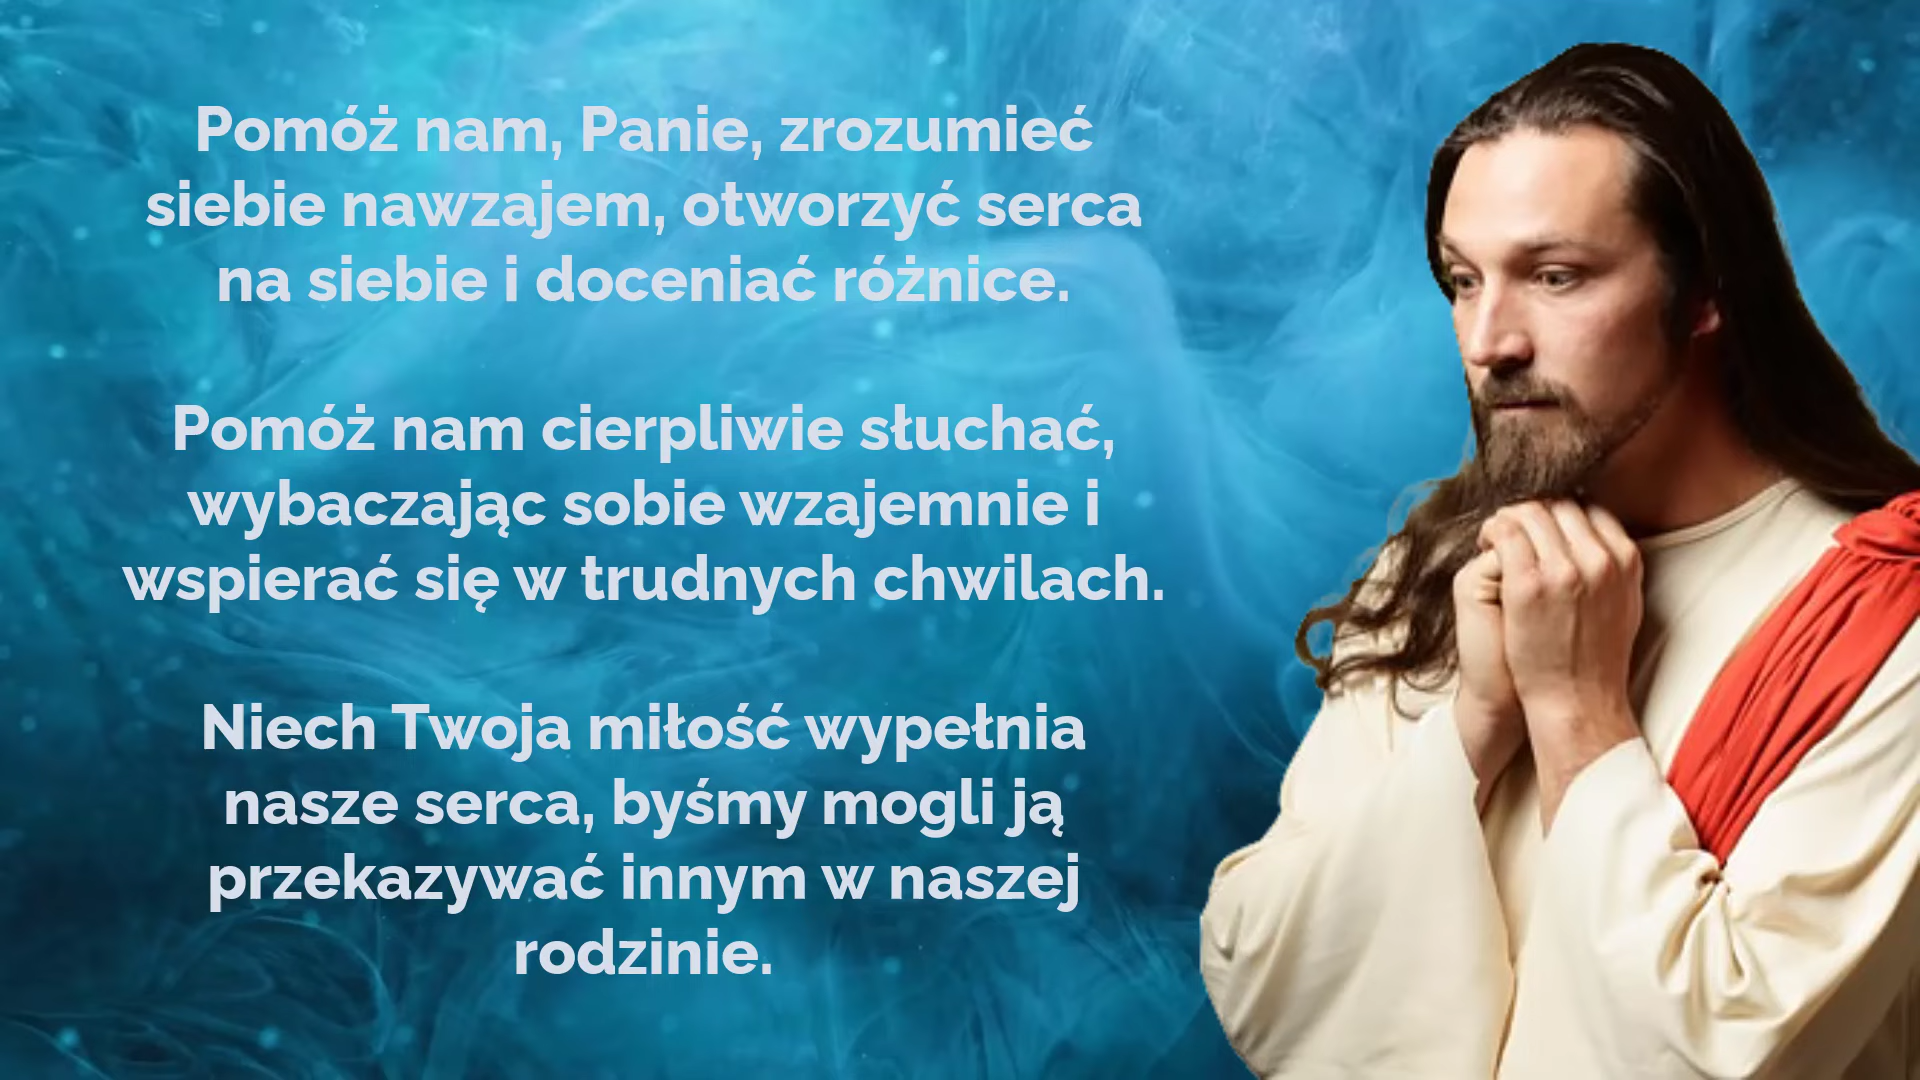 Pomóż nam, Panie, zrozumieć
siebie nawzajem, otworzyć serca
na siebie i doceniać różnice.
Pomóż nam cierpliwie słuchać,
wybaczając sobie wzajemnie i
wspierać się w trudnych chwilach.
Niech Twoja miłość wypełnia
nasze serca, byśmy mogli ją
przekazywać innym w naszej
rodzinie.